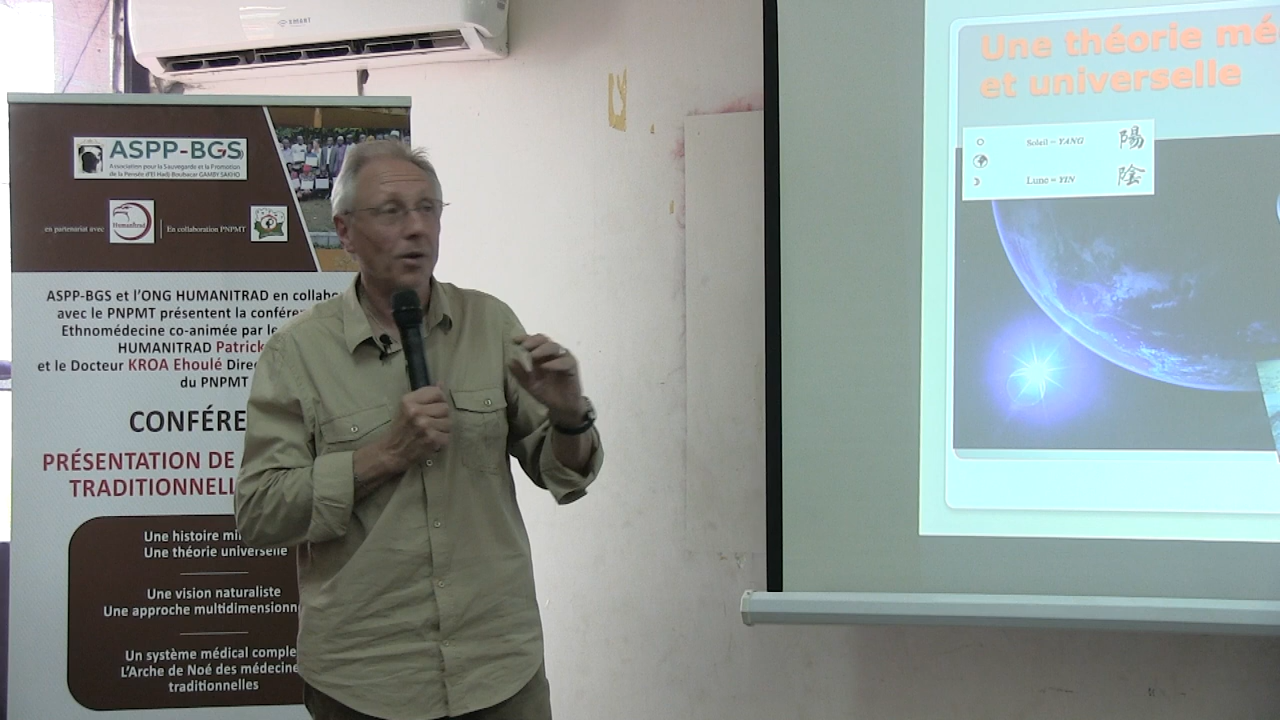 SMART
ASPP-BGS
Association pour la Sauvegarde et la Promotion
de la Pensée d'El Hadj Boubacar GAMBY SAKHO
en partenariat avec
Humanitrad
En collaboration PNPMT
ASPP-BGS et l'ONG HUMANITRAD en collabo
avec le PNPMT présentent la confére
Ethnomédecine co-animée par le
HUMANITRAD Patrick
et le Docteur KROA Ehoulé Direc
du PNPMT
CONFÉRE
PRÉSENTATION DE
TRADITIONNELL
Une histoire mi
Une théorie universelle
Une vision naturaliste
Une approche multidimensionn
Un système médical comple
L'Arche de Noé des médecine
traditionnelles
Une théorie mé
et universelle
Soleil = YANG 陽
Lune = YIN 陰